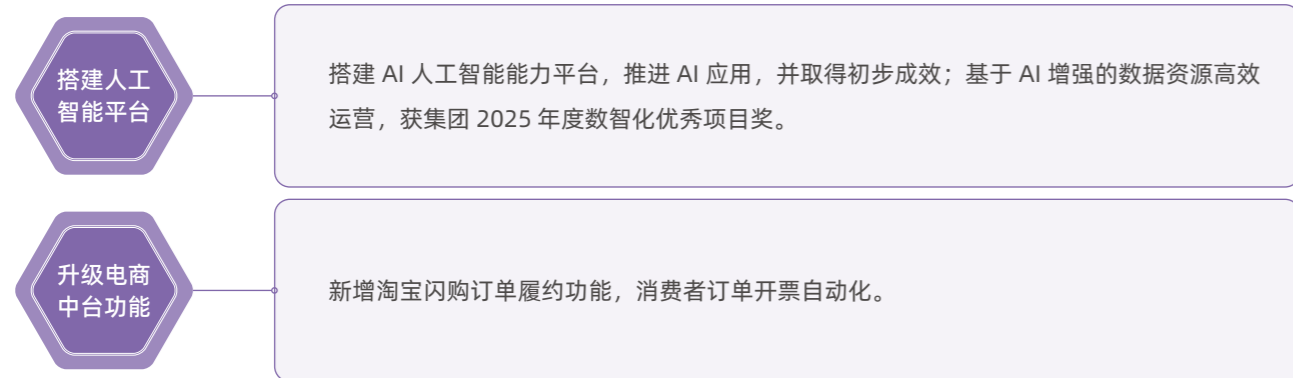 搭建人工
智能平台
搭建 AI 人工智能能力平台，推进 AI 应用，并取得初步成效；基于 AI 增强的数据资源高效
运营，获集团 2025 年度数智化优秀项目奖。
升级电商
中台功能
新增淘宝闪购订单履约功能，消费者订单开票自动化。